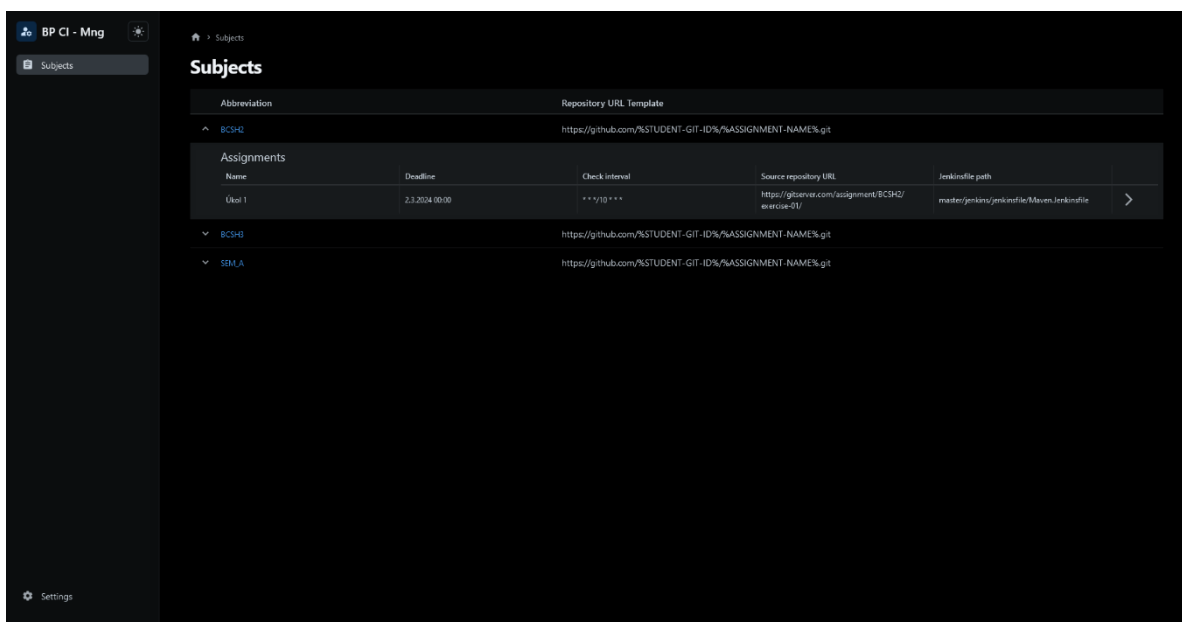 BP CI - Mng
Subjects
Settings
Subjects
Subjects
Abbreviation Repository URL Template
BCSH2 https://github.com/%STUDENT-GIT-ID%/%ASSIGNMENT-NAME%.git
Assignments
Name Deadline Check interval Source repository URL Jenkinsfile path
Úkol 1 2.3.2024 00:00 * * */10 * * * https://gitserver.com/assignment/BCSH2/ master/jenkins/jenkinsfile/Maven.Jenkinsfile
exercise-01/
BCSH3 https://github.com/%STUDENT-GIT-ID%/%ASSIGNMENT-NAME%.git
SEM_A https://github.com/%STUDENT-GIT-ID%/%ASSIGNMENT-NAME%.git